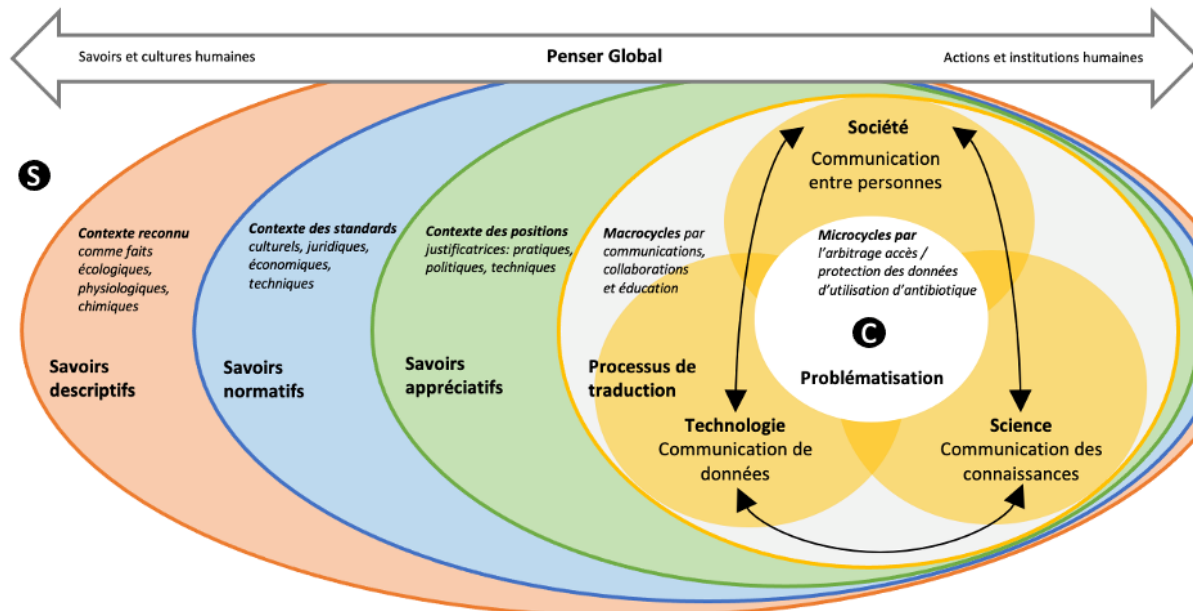 Savoirs et cultures humaines
Penser Global
Actions et institutions humaines
S
Contexte reconnu
comme faits
écologiques,
physiologiques,
chimiques
Savoirs
descriptifs
Contexte des standards
culturels, juridiques,
économiques,
techniques
Savoirs
normatifs
Contexte des positions
justificatrices: pratiques,
politiques, techniques
Savoirs
appréciatifs
Macrocycles par
communications,
collaborations
et éducation
Processus de
traduction
Société
Communication
entre personnes
Microcycles par
l'arbitrage accès /
protection des données
d'utilisation d'antibiotique
C
Problématisation
Technologie
Communication de
données
Science
Communication des
connaissances